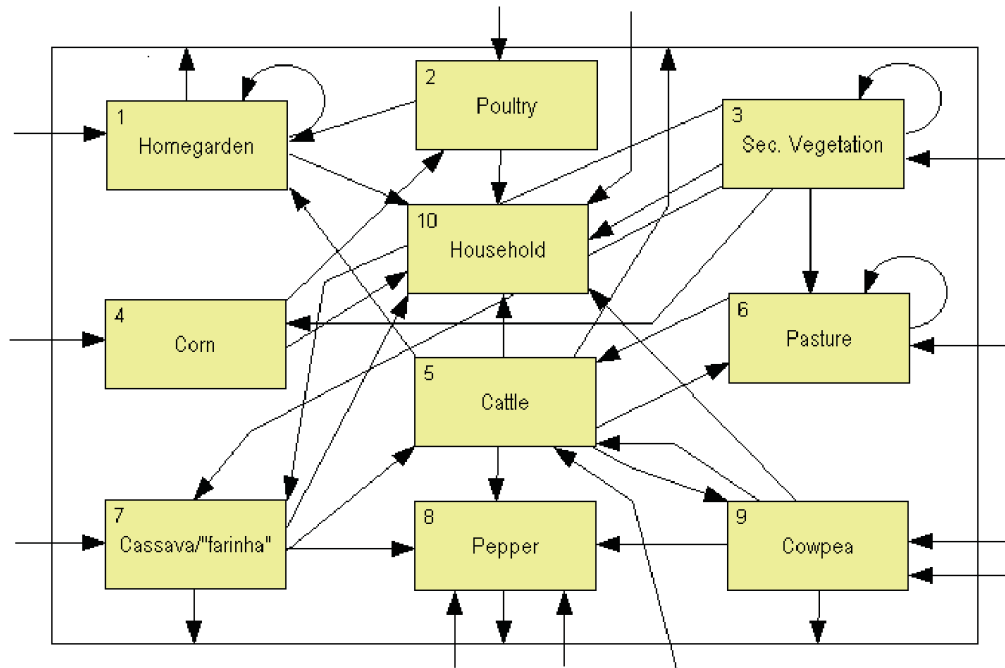 1
Homegarden
2
Poultry
3
Sec. Vegetation
10
Household
4
Corn
5
Cattle
6
Pasture
7
Cassava/"farinha"
8
Pepper
9
Cowpea